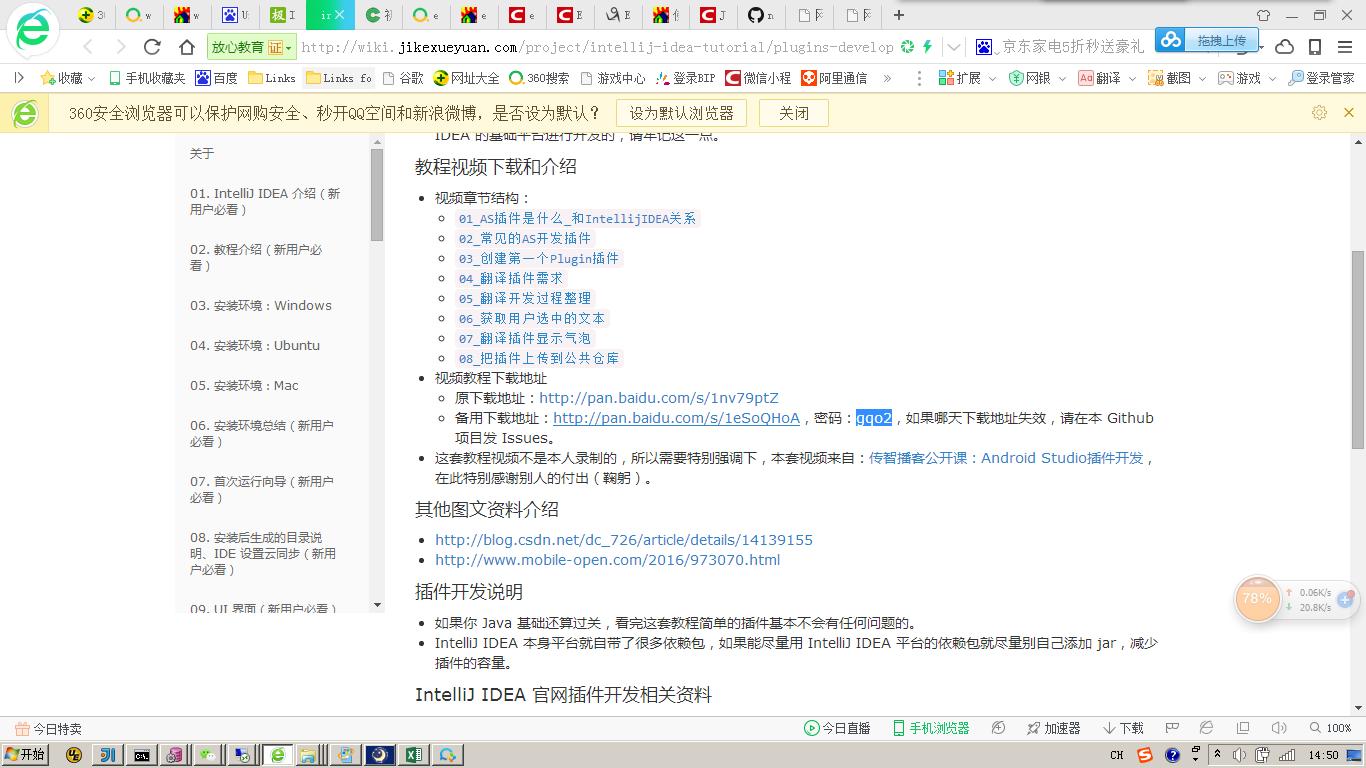 放心教育 证 http://wiki.jikexueyuan.com/project/intellij-idea-tutorial/plugins-develop 京东家电5折秒送豪礼 拖拽上传
收藏 手机收藏夹 百度 Links Links fo 谷歌 网址大全 360搜索 游戏中心 登录BIP 微信小程 阿里通信 » 扩展 网银 Aa 翻译 截图 游戏 登录管家
360安全浏览器可以保护网购安全、秒开QQ空间和新浪微博，是否设为默认？ 设为默认浏览器 关闭
IDEA 的基础平台进行开发的，请牢记这一点。
关于
01. IntelliJ IDEA 介绍（新
用户必看）
02. 教程介绍（新用户必
看）
03. 安装环境：Windows
04. 安装环境：Ubuntu
05. 安装环境：Mac
06. 安装环境总结（新用户
必看）
07. 首次运行向导（新用户
必看）
08. 安装后生成的目录说
明、IDE 设置云同步（新用
户必看）
09. UI 界面（新用户必看）
教程视频下载和介绍
视频章节结构：
01_AS插件是什么_和IntellijIDEA关系
02_常见的AS开发插件
03_创建第一个Plugin插件
04_翻译插件需求
05_翻译开发过程整理
06_获取用户选中的文本
07_翻译插件显示气泡
08_把插件上传到公共仓库
视频教程下载地址
原下载地址：http://pan.baidu.com/s/1nv79ptZ
备用下载地址：http://pan.baidu.com/s/1eSoQHoA，密码：gqo2，如果哪天下载地址失效，请在本 Github
项目发 Issues。
这套教程视频不是本人录制的，所以需要特别强调下，本套视频来自：传智播客公开课：Android Studio插件开发，
在此特别感谢别人的付出（鞠躬）。
其他图文资料介绍
http://blog.csdn.net/dc_726/article/details/14139155
http://www.mobile-open.com/2016/973070.html
插件开发说明
如果你 Java 基础还算过关，看完这套教程简单的插件基本不会有任何问题的。
IntelliJ IDEA 本身平台就自带了很多依赖包，如果能尽量用 IntelliJ IDEA 平台的依赖包就尽量别自己添加 jar，减少
插件的容量。
IntelliJ IDEA 官网插件开发相关资料
78% 0.06K/s
20.8K/s
今日特卖 今日直播 手机浏览器 加速器 下载 100%
开始 CH 14:50